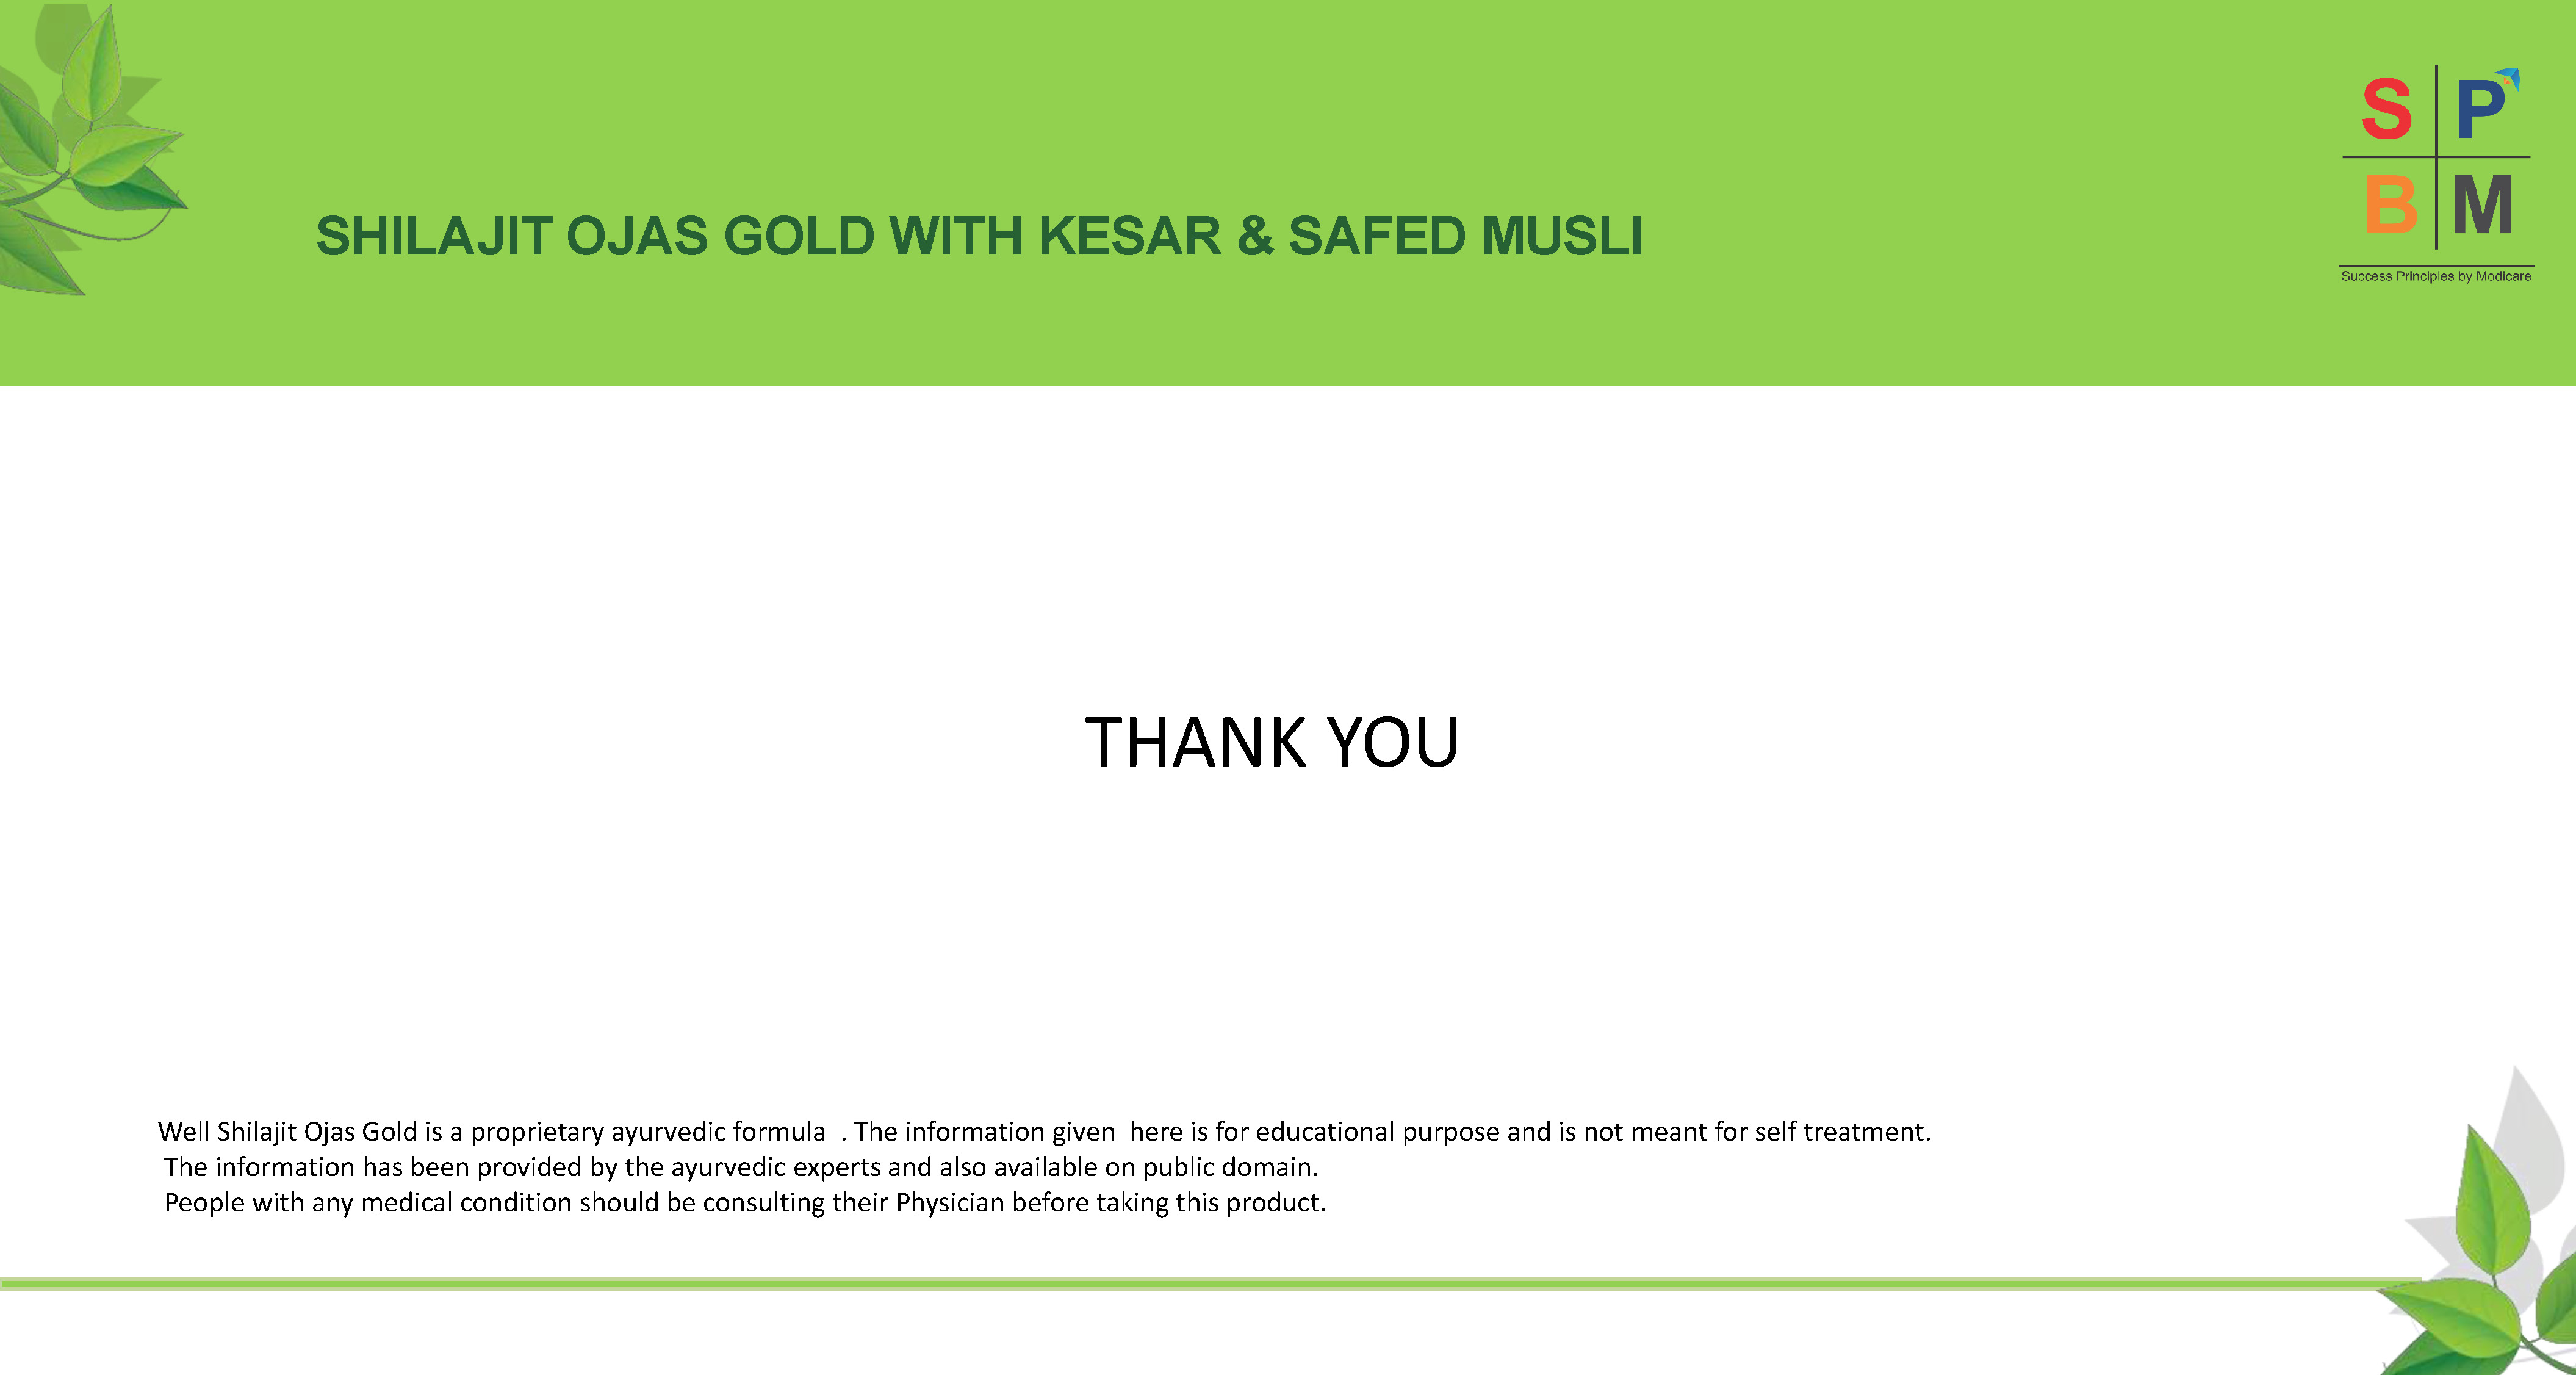 SHILAJIT OJAS GOLD WITH KESAR & SAFED MUSLI
S P
B M
Success Principles by Modicare
THANK YOU
Well Shilajit Ojas Gold is a proprietary ayurvedic formula  . The information given  here is for educational purpose and is not meant for self treatment.
The information has been provided by the ayurvedic experts and also available on public domain.
People with any medical condition should be consulting their Physician before taking this product.